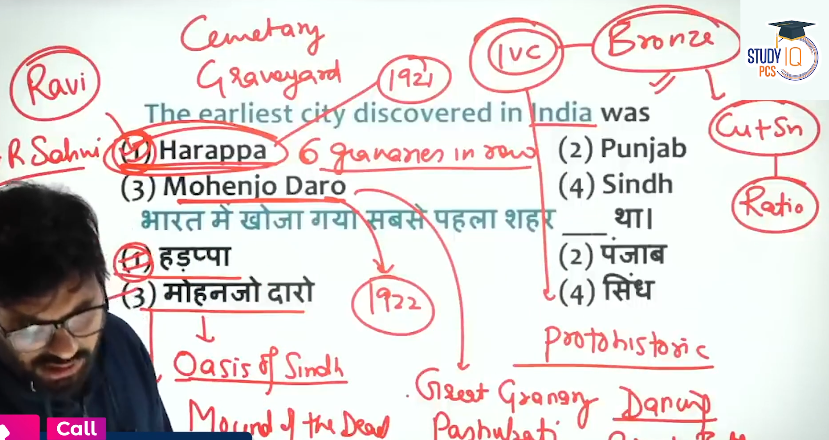 Cemetary
Graveyard
Ravi
1921
IVC
Bronze
STUDY IQ
PCS
The earliest city discovered in India was
R Sahni
(1) Harappa
6 granaries in row
(2) Punjab
Cu+Sn
(3) Mohenjo Daro
(4) Sindh
Ratio
भारत में खोजा गया सबसे पहला शहर ___ था।
(1) हड़प्पा
(2) पंजाब
(3) मोहनजो दारो
1922
(4) सिंध
Protohistoric
Oasis of Sindh
Great Granary
Mound of the Dead
Pashupati
Call